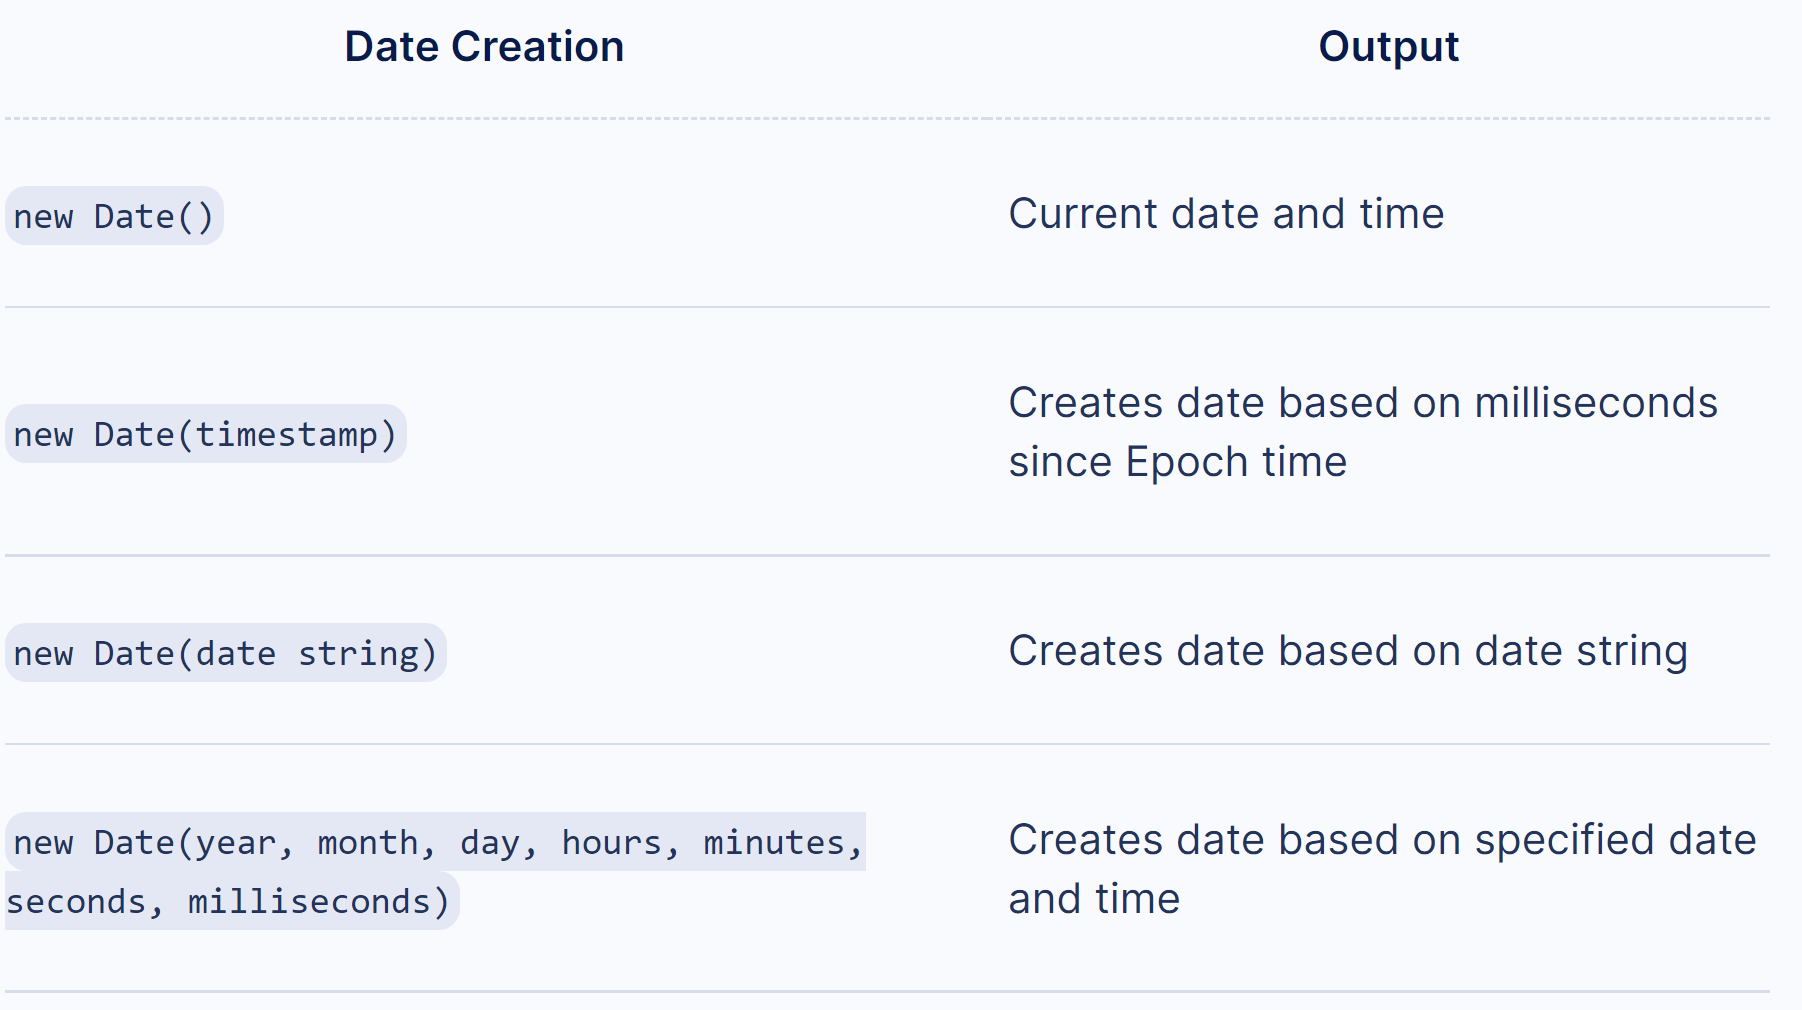 Date Creation
Output
new Date()
Current date and time
new Date(timestamp)
Creates date based on milliseconds
since Epoch time
new Date(date string)
Creates date based on date string
new Date(year, month, day, hours, minutes,
seconds, milliseconds)
Creates date based on specified date
and time